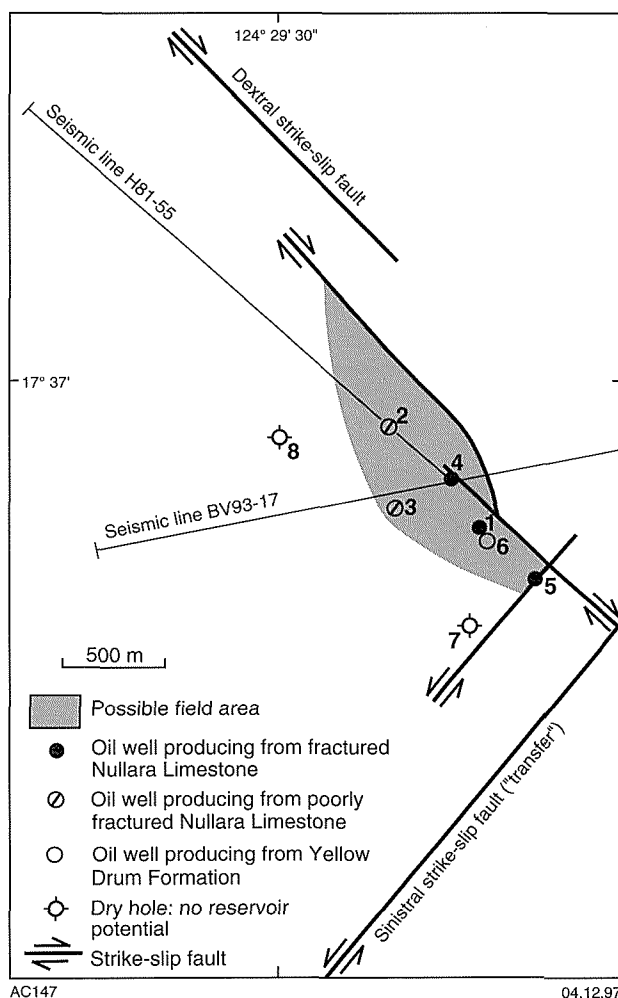 124° 29' 30"
Dextral strike-slip fault
Seismic line H81-55
17° 37'
2
8
4
3
1
6
Seismic line BV93-17
5
7
500 m
Possible field area
Oil well producing from fractured
Nullara Limestone
Oil well producing from poorly
fractured Nullara Limestone
Oil well producing from Yellow
Drum Formation
Dry hole: no reservoir
potential
Strike-slip fault
Sinistral strike-slip fault ("transfer")
AC147
04.12.97